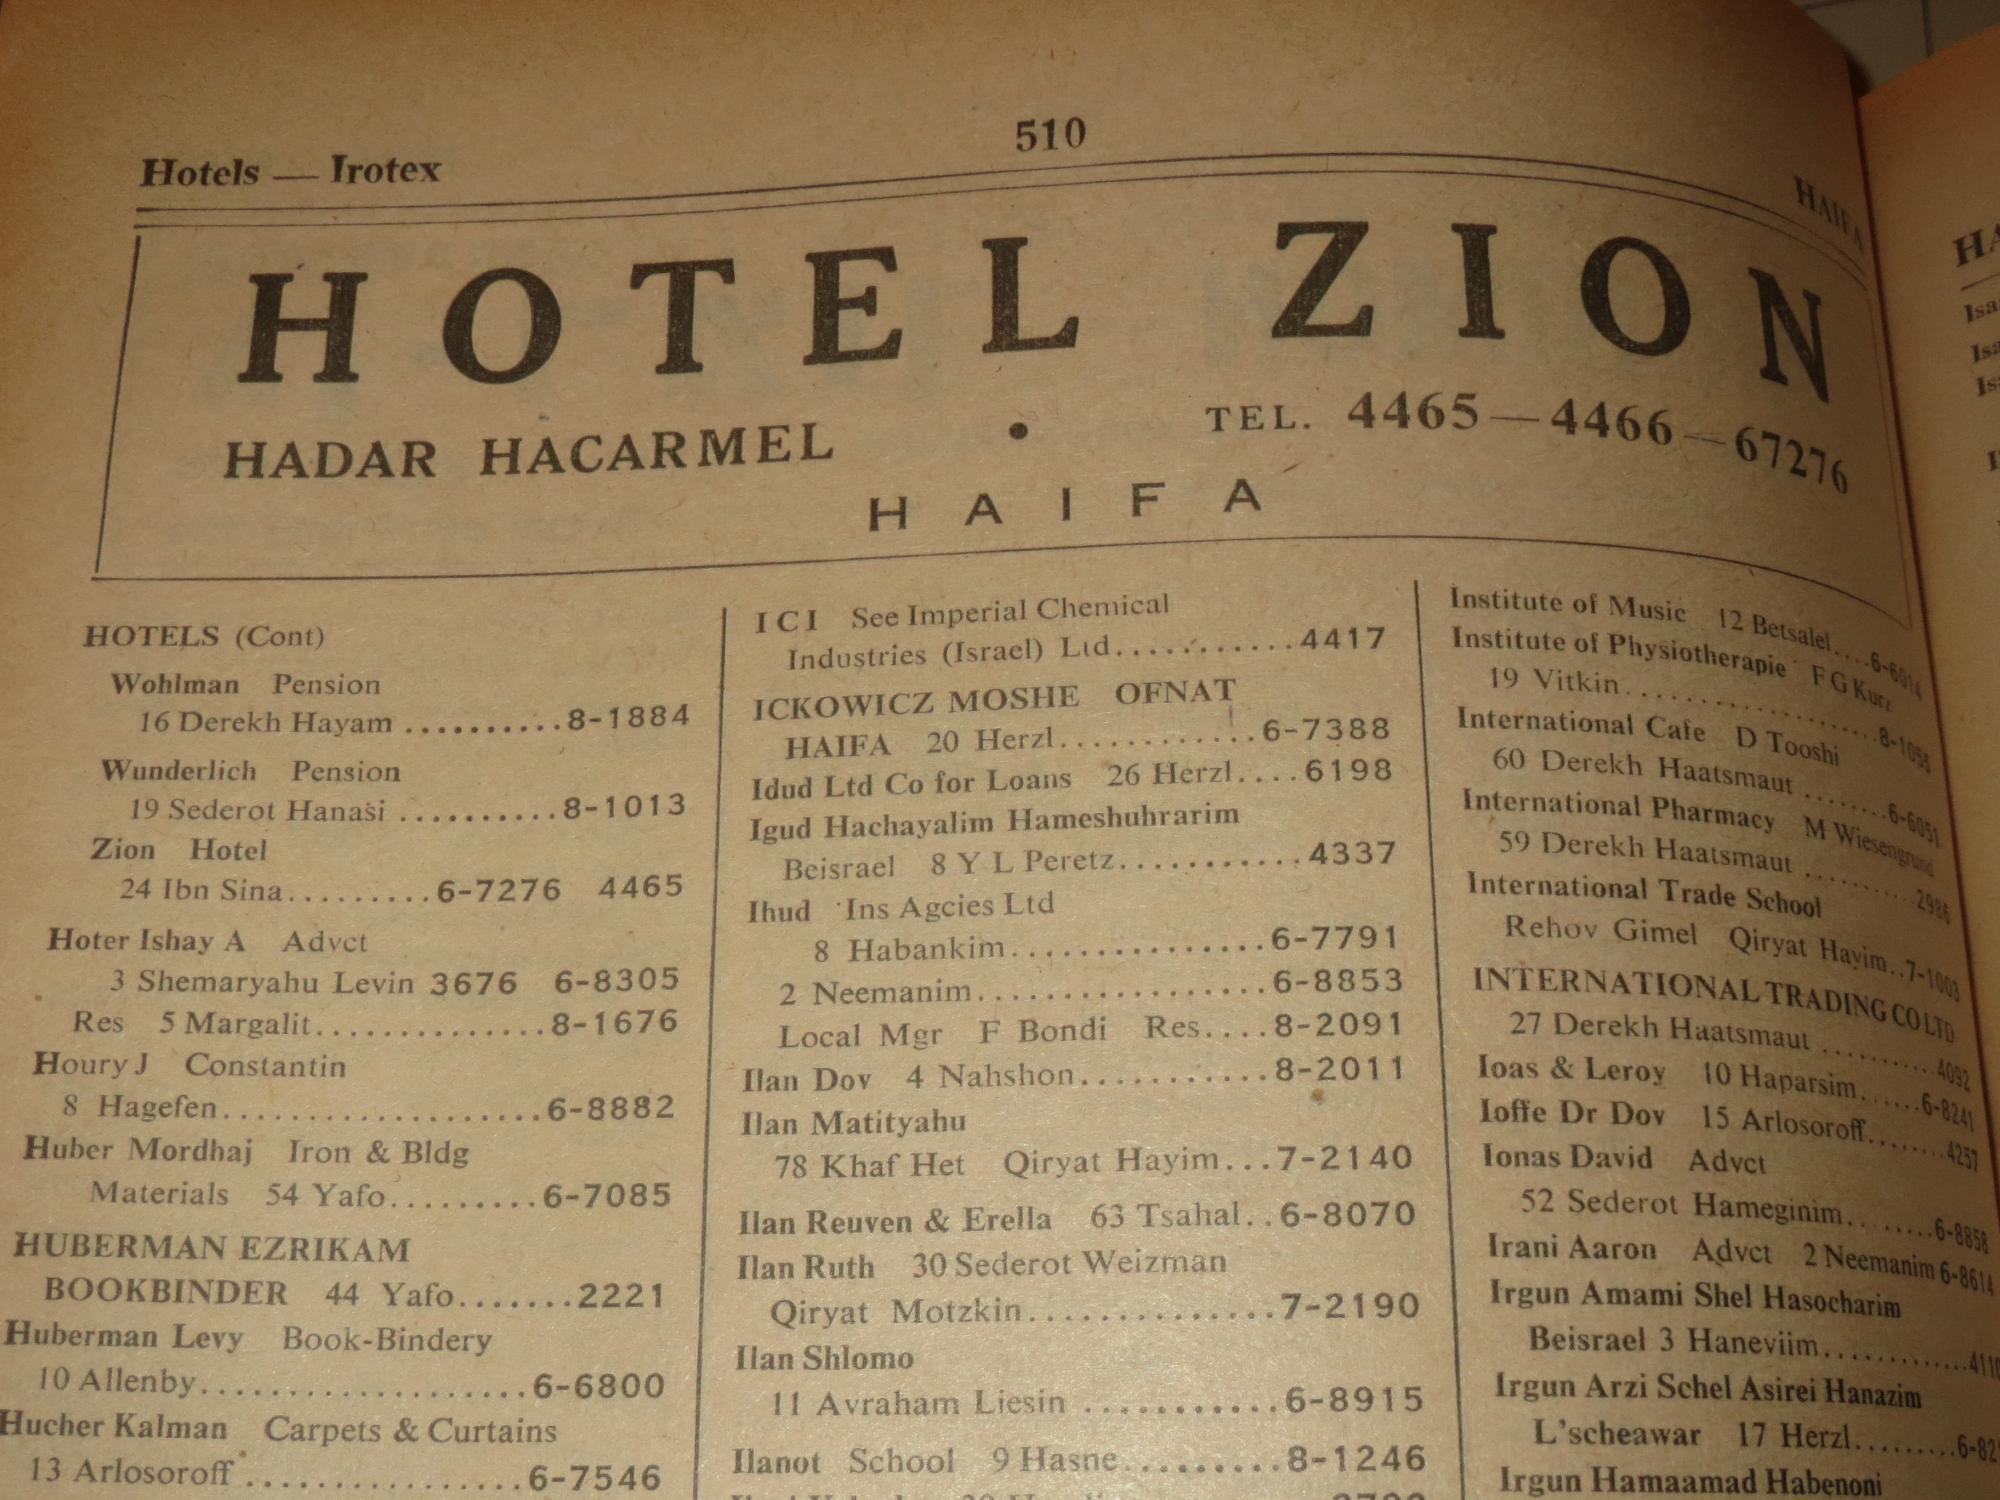 510
Hotels — Irotex
HAIFA
HOTEL ZION
HADAR HACARMEL • TEL. 4465—4466—67276
HAIFA
HOTELS (Cont)
Wohlman Pension
16 Derekh Hayam ..........8-1884
Wunderlich Pension
19 Sederot Hanasi ..........8-1013
Zion Hotel
24 Ibn Sina.........6-7276 4465
Hoter Ishay A Advct
3 Shemaryahu Levin 3676 6-8305
Res 5 Margalit..............8-1676
Houry J Constantin
8 Hagefen...................6-8882
Huber Mordhaj Iron & Bldg
Materials 54 Yafo.........6-7085
HUBERMAN EZRIKAM
BOOKBINDER 44 Yafo.......2221
Huberman Levy Book-Bindery
10 Allenby....................6-6800
Hucher Kalman Carpets & Curtains
13 Arlosoroff .................6-7546
I C I See Imperial Chemical
Industries (Israel) Ltd...........4417
ICKOWICZ MOSHE OFNAT
HAIFA 20 Herzl............6-7388
Idud Ltd Co for Loans 26 Herzl....6198
Igud Hachayalim Hameshuhrarim
Beisrael 8 Y L Peretz...........4337
Ihud Ins Agcies Ltd
8 Habankim...............6-7791
2 Neemanim.................6-8853
Local Mgr F Bondi Res....8-2091
Ilan Dov 4 Nahshon...........8-2011
Ilan Matityahu
78 Khaf Het Qiryat Hayim...7-2140
Ilan Reuven & Erella 63 Tsahal..6-8070
Ilan Ruth 30 Sederot Weizman
Qiryat Motzkin..............7-2190
Ilan Shlomo
11 Avraham Liesin ...........6-8915
Ilanot School 9 Hasne.........8-1246
Institute of Music 12 Betsalel....6-6014
Institute of Physiotherapie F G Kurz
19 Vitkin..................8-1055
International Cafe D Tooshi
60 Derekh Haatsmaut .......6-6051
International Pharmacy M Wiesengrund
59 Derekh Haatsmaut ..........2986
International Trade School
Rehov Gimel Qiryat Hayim..7-1003
INTERNATIONAL TRADING CO LTD
27 Derekh Haatsmaut ..........4092
Ioas & Leroy 10 Haparsim......6-8241
Ioffe Dr Dov 15 Arlosoroff........4257
Ionas David Advct
52 Sederot Hameginim........6-8858
Irani Aaron Advct 2 Neemanim 6-8614
Irgun Amami Shel Hasocharim
Beisrael 3 Haneviim............4110
Irgun Arzi Schel Asirei Hanazim
L'scheawar 17 Herzl.........6-82
Irgun Hamaamad Habenoni
HA
Isa
Isa
Isa